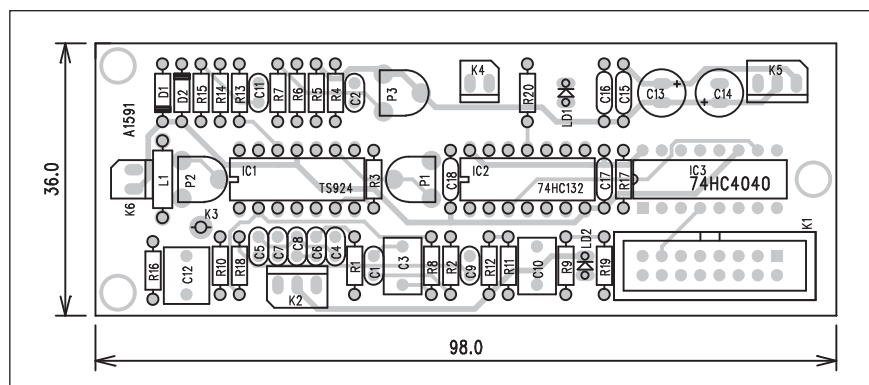 36.0
98.0
A1591
D1 D2 R15 R14 R13 C11 R7 R6 R5 R4 C2 P3 K4 R20 LD1 C16 C15 C13 C14 K5
K6 L1 P2 IC1 TS924 R3 P1 C18 IC2 74HC132 C17 R17 IC3 74HC4040
K3
R16 C12 R10 R18 C5 C7 C8 C6 C4 K2 R1 C1 C3 R8 R2 C9 R12 R11 C10 R9 LD2 R19 K1